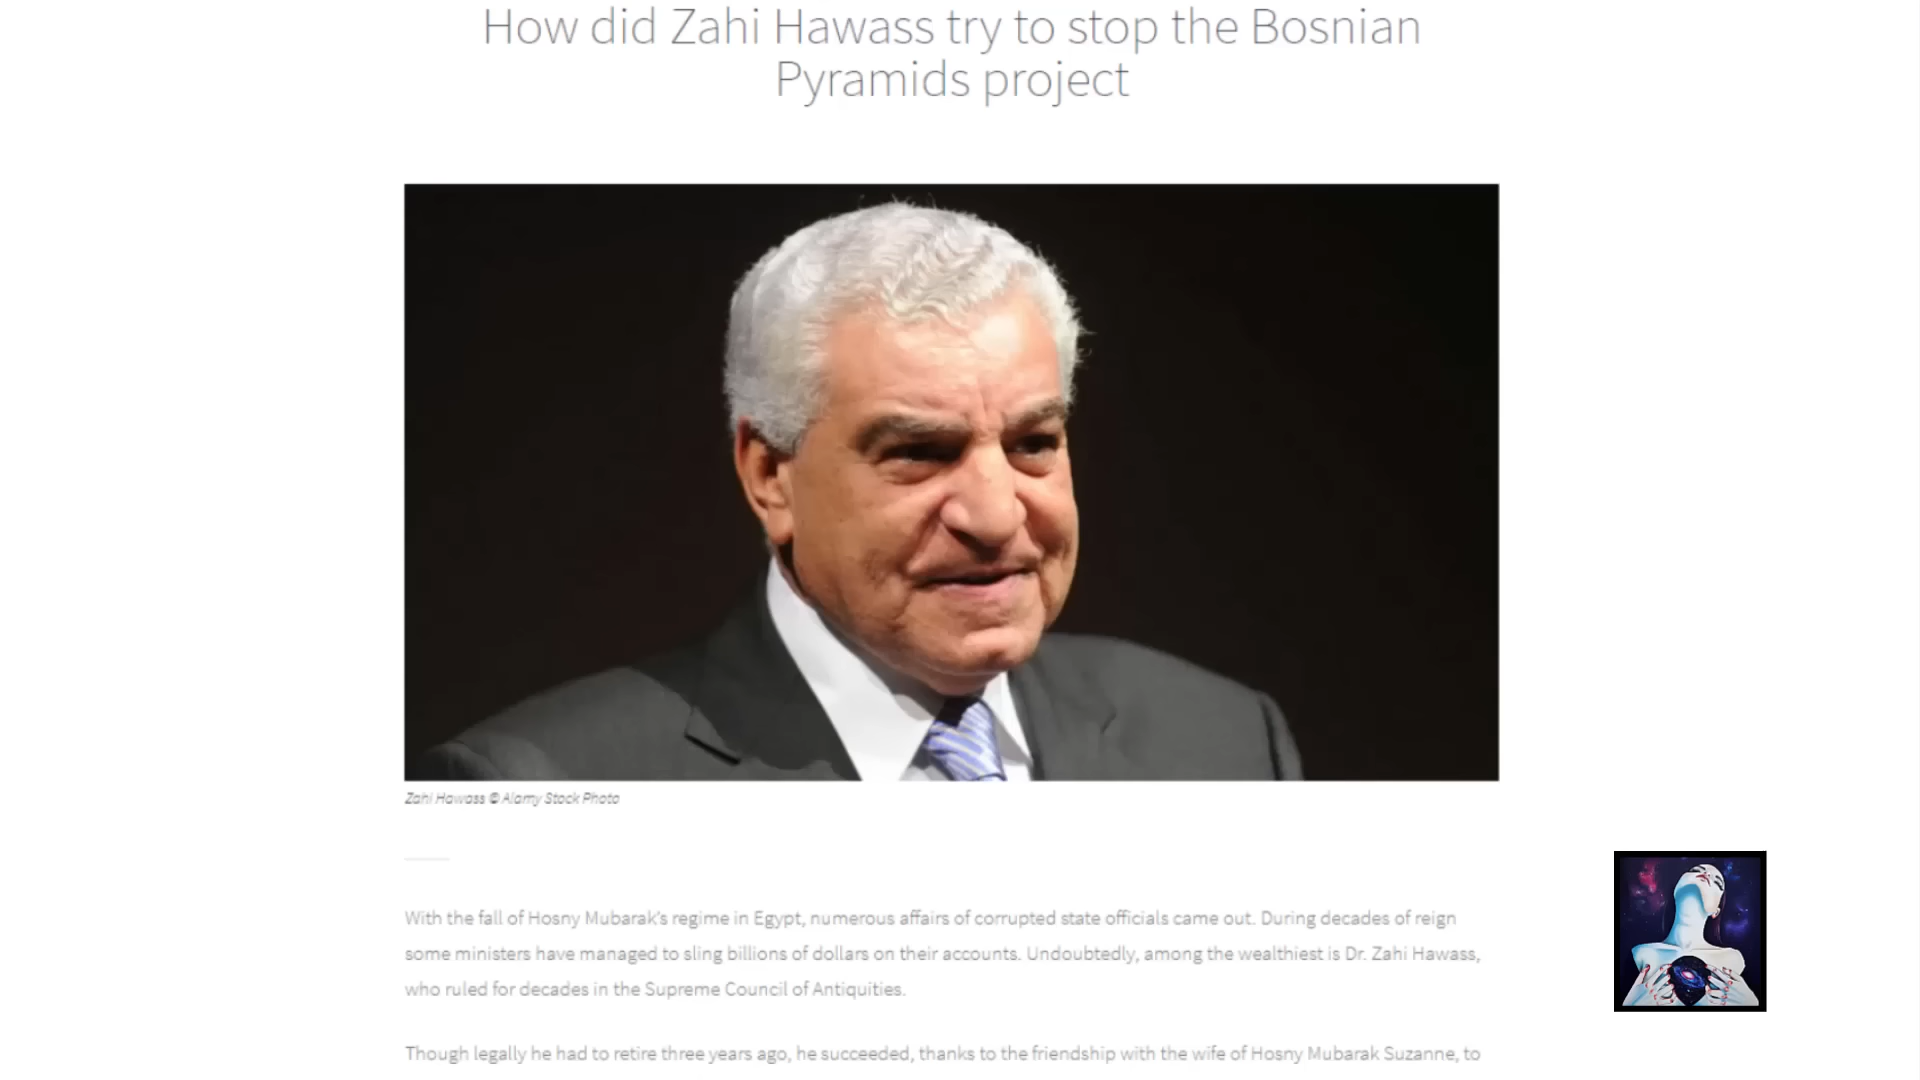 How did Zahi Hawass try to stop the Bosnian
Pyramids project
Zahi Hawass © Alamy Stock Photo
With the fall of Hosny Mubarak's regime in Egypt, numerous affairs of corrupted state officials came out. During decades of reign
some ministers have managed to sling billions of dollars on their accounts. Undoubtedly, among the wealthiest is Dr. Zahi Hawass,
who ruled for decades in the Supreme Council of Antiquities.
Though legally he had to retire three years ago, he succeeded, thanks to the friendship with the wife of Hosny Mubarak Suzanne, to